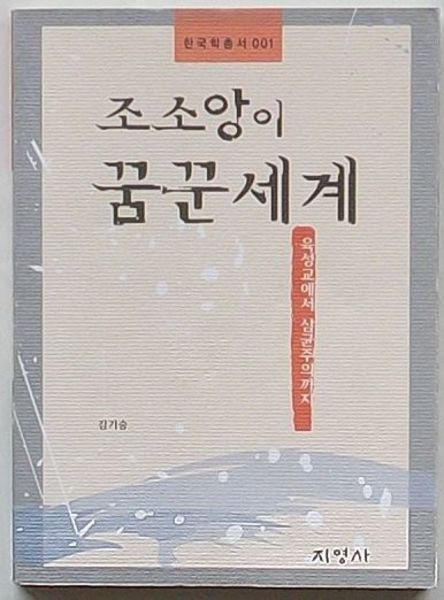 한국학총서 001
조소앙이
꿈꾼세계
육성교에서 삼균주의까지
김기승
지영사